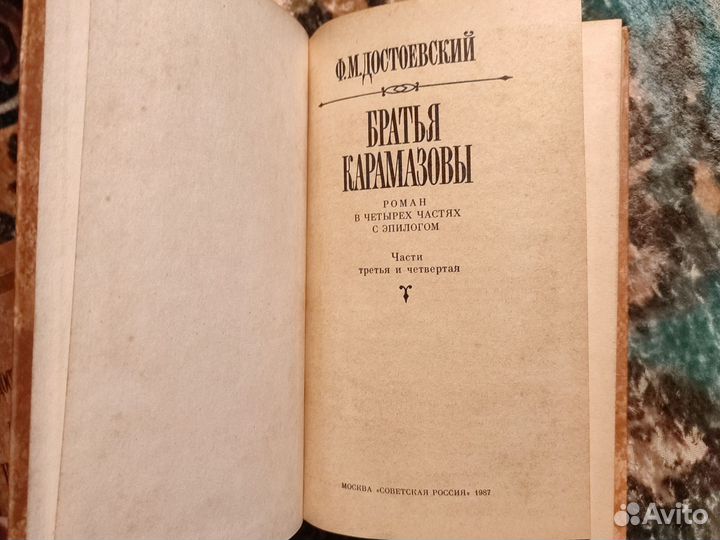 Ф.М.ДОСТОЕВСКИЙ
БРАТЬЯ
КАРАМАЗОВЫ
РОМАН
В ЧЕТЫРЕХ ЧАСТЯХ
С ЭПИЛОГОМ
Части
третья и четвертая
МОСКВА «СОВЕТСКАЯ РОССИЯ» 1987
Avito